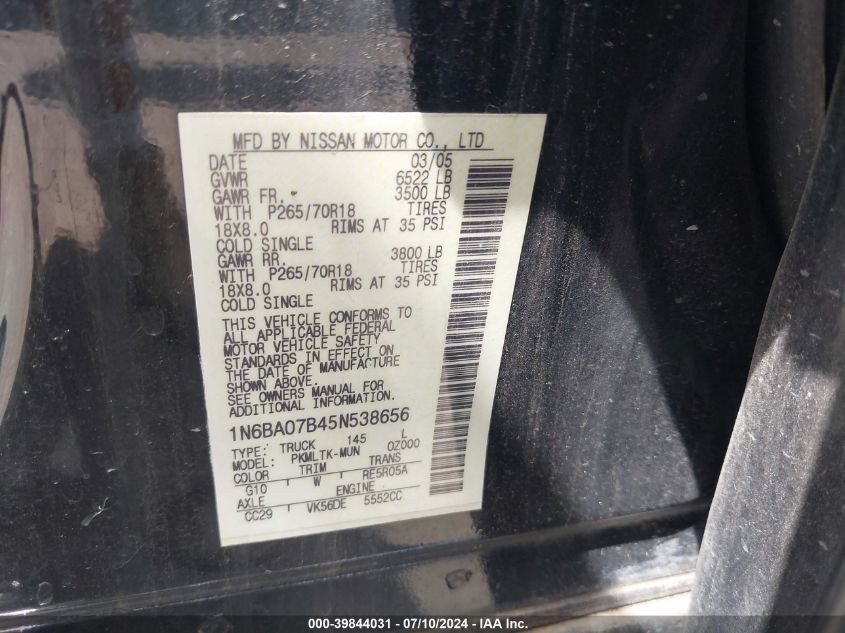 MFD BY NISSAN MOTOR CO., LTD
DATE 03/05
GVWR 6522 LB
GAWR FR. 3500 LB
WITH P265/70R18 TIRES
18X8.0 RIMS AT 35 PSI
COLD SINGLE
GAWR RR. 3800 LB
WITH P265/70R18 TIRES
18X8.0 RIMS AT 35 PSI
COLD SINGLE
THIS VEHICLE CONFORMS TO
ALL APPLICABLE FEDERAL
MOTOR VEHICLE SAFETY
STANDARDS IN EFFECT ON
THE DATE OF MANUFACTURE
SHOWN ABOVE.
SEE OWNERS MANUAL FOR
ADDITIONAL INFORMATION
1N6BA07B45N538656
TYPE: TRUCK 145 L
MODEL: PKMLTK-MUN OZ000
COLOR TRIM TRANS
G10 W RE5R05A
AXLE ENGINE
CC29 VK56DE 5552CC
000-39844031 - 07/10/2024 - IAA Inc.